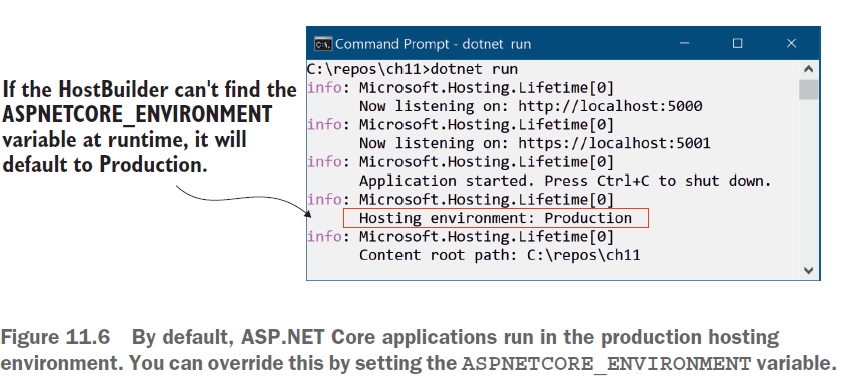 Command Prompt - dotnet run
C:\repos\ch11>dotnet run
info: Microsoft.Hosting.Lifetime[0]
Now listening on: http://localhost:5000
info: Microsoft.Hosting.Lifetime[0]
Now listening on: https://localhost:5001
info: Microsoft.Hosting.Lifetime[0]
Application started. Press Ctrl+C to shut down.
info: Microsoft.Hosting.Lifetime[0]
Hosting environment: Production
info: Microsoft.Hosting.Lifetime[0]
Content root path: C:\repos\ch11
If the HostBuilder can't find the
ASPNETCORE_ENVIRONMENT
variable at runtime, it will
default to Production.
Figure 11.6 By default, ASP.NET Core applications run in the production hosting
environment. You can override this by setting the ASPNETCORE_ENVIRONMENT variable.